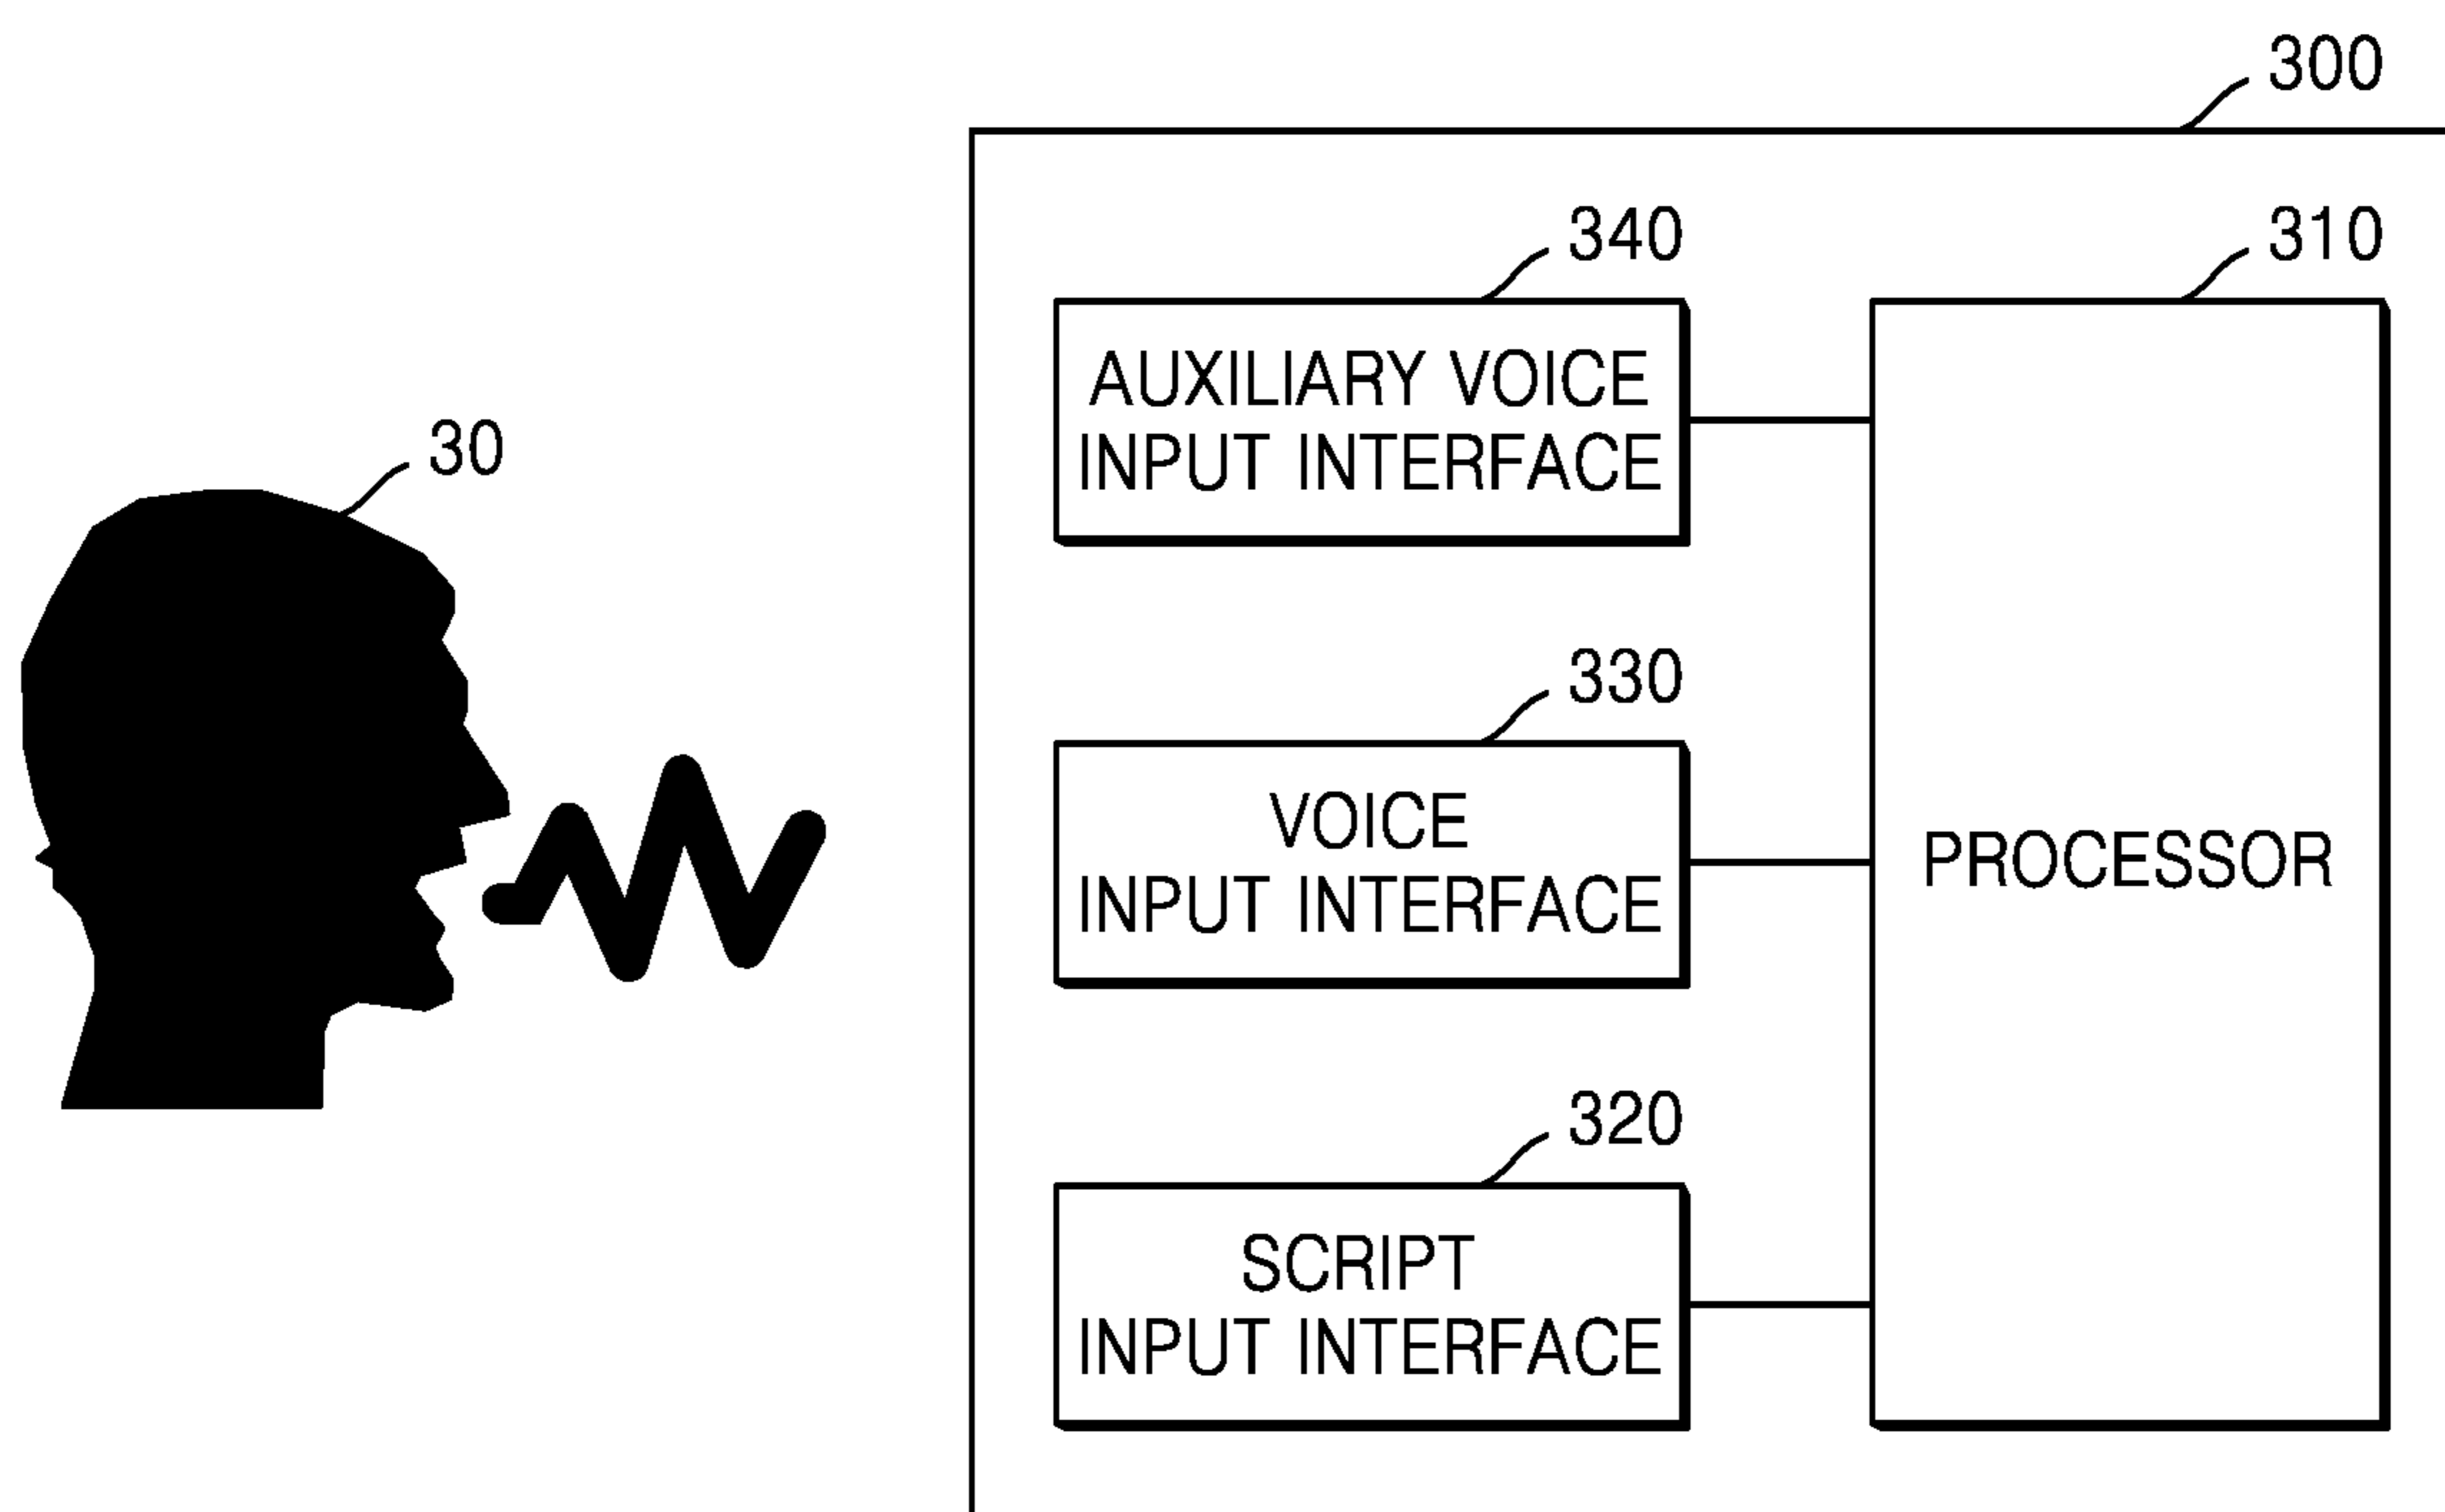 300
340
310
AUXILIARY VOICE
INPUT INTERFACE
30
330
VOICE
INPUT INTERFACE
PROCESSOR
320
SCRIPT
INPUT INTERFACE